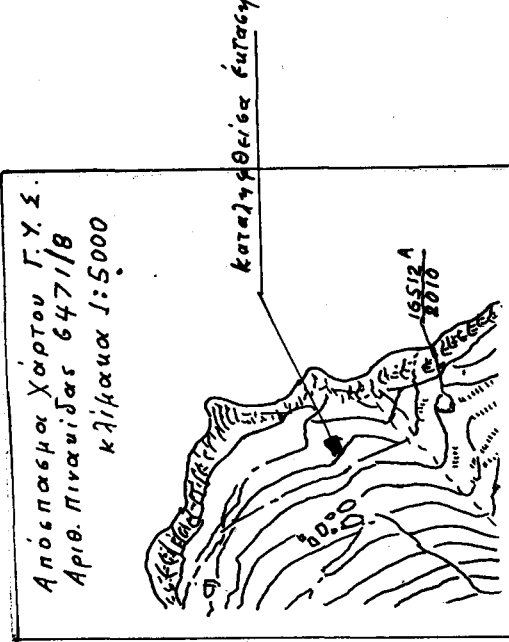 Απόσπασμα Χάρτου Γ.Υ.Σ.
Αριθ. Πινακίδας 6471/8
κλίμακα 1:5000
καταληφθείσα έκταση
16512 A
2010